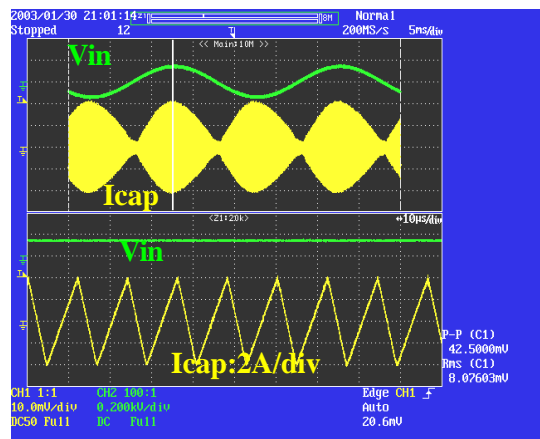 2003/01/30 21:01:14 8M Normal
Stopped 12 200MS/s 5ms/div
<< Main:10M >>
Vin
Icap
<Z1:20k> 10µs/div
Vin
Icap:2A/div
P-P (C1)
42.5000mV
Rms (C1)
8.07603mV
CH1 1:1 CH2 100:1 Edge CH1
10.0mV/div 0.200kV/div Auto
DC50 Full DC Full 20.6mV